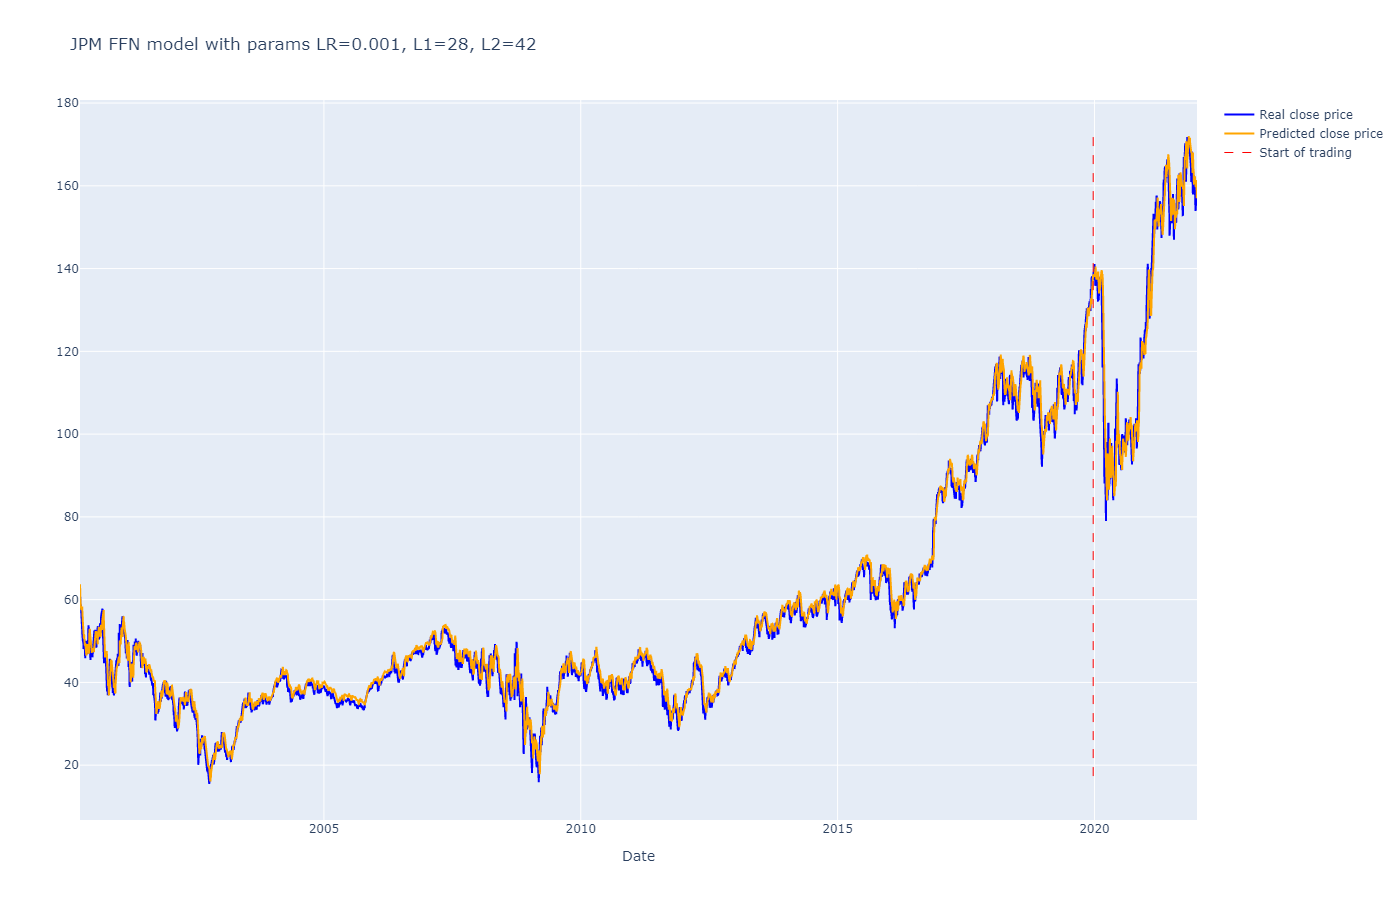 JPM FFN model with params LR=0.001, L1=28, L2=42
180
160
140
120
100
80
60
40
20
2005
2010
2015
2020
Date
Real close price
Predicted close price
Start of trading